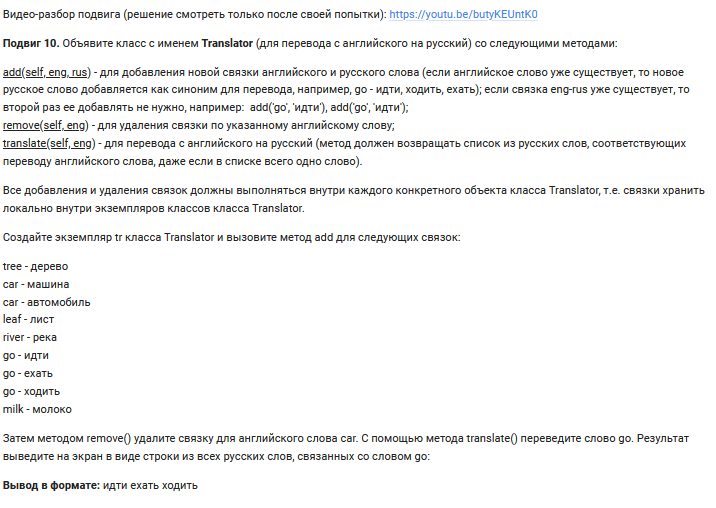 Видео-разбор подвига (решение смотреть только после своей попытки): https://youtu.be/butyKEUntK0
Подвиг 10. Объявите класс с именем Translator (для перевода с английского на русский) со следующими методами:
add(self, eng, rus) - для добавления новой связки английского и русского слова (если английское слово уже существует, то новое
русское слово добавляется как синоним для перевода, например, go - идти, ходить, ехать); если связка eng-rus уже существует, то
второй раз ее добавлять не нужно, например: add('go', 'идти'), add('go', 'идти');
remove(self, eng) - для удаления связки по указанному английскому слову;
translate(self, eng) - для перевода с английского на русский (метод должен возвращать список из русских слов, соответствующих
переводу английского слова, даже если в списке всего одно слово).
Все добавления и удаления связок должны выполняться внутри каждого конкретного объекта класса Translator, т.е. связки хранить
локально внутри экземпляров классов класса Translator.
Создайте экземпляр tr класса Translator и вызовите метод add для следующих связок:
tree - дерево
car - машина
car - автомобиль
leaf - лист
river - река
go - идти
go - ехать
go - ходить
milk - молоко
Затем методом remove() удалите связку для английского слова car. С помощью метода translate() переведите слово go. Результат
выведите на экран в виде строки из всех русских слов, связанных со словом go:
Вывод в формате: идти ехать ходить